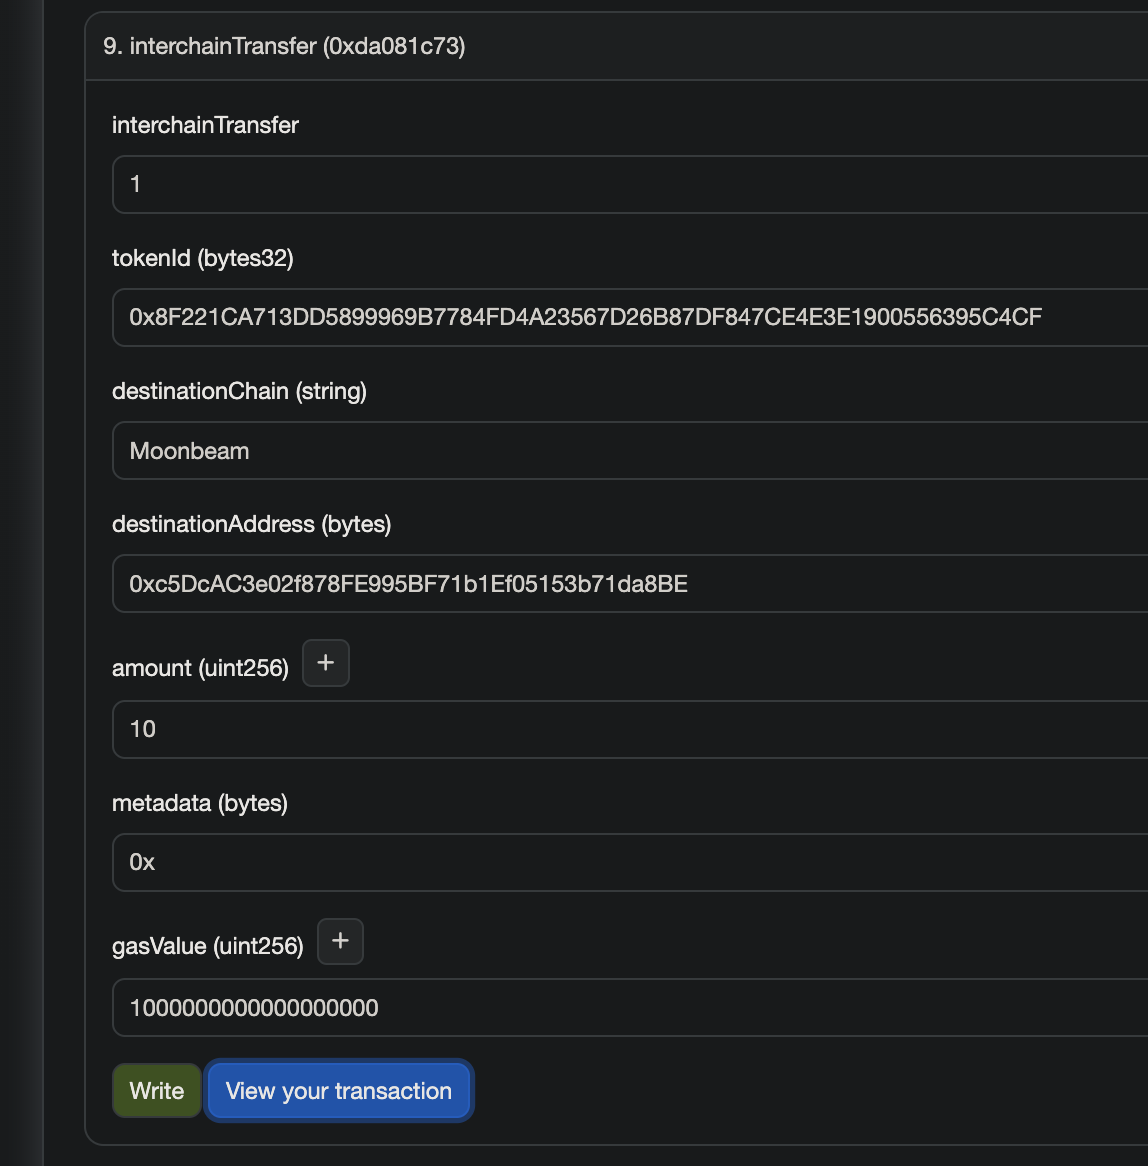 9. interchainTransfer (0xda081c73)
interchainTransfer
1
tokenId (bytes32)
0x8F221CA713DD5899969B7784FD4A23567D26B87DF847CE4E3E1900556395C4CF
destinationChain (string)
Moonbeam
destinationAddress (bytes)
0xc5DcAC3e02f878FE995BF71b1Ef05153b71da8BE
amount (uint256) +
10
metadata (bytes)
0x
gasValue (uint256) +
1000000000000000000
Write View your transaction